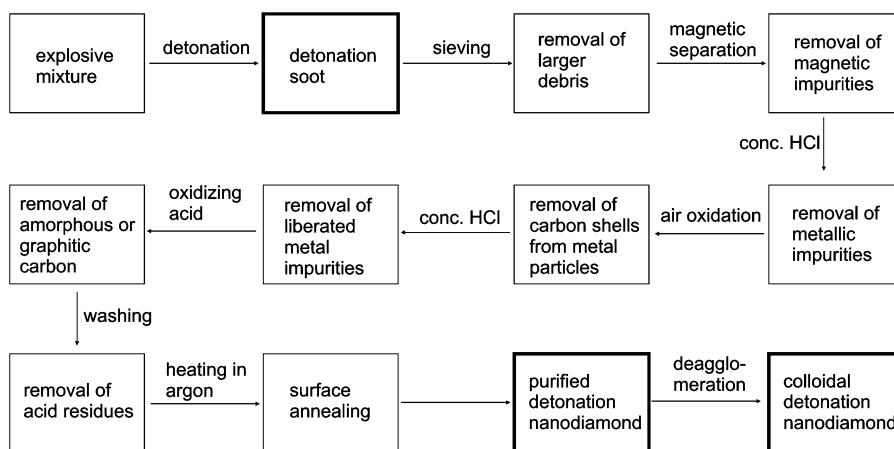 explosive
mixture
detonation
detonation
soot
sieving
removal of
larger
debris
magnetic
separation
removal of
magnetic
impurities
conc. HCl
removal of
metallic
impurities
air oxidation
removal of
carbon shells
from metal
particles
conc. HCl
removal of
liberated
metal
impurities
oxidizing
acid
removal of
amorphous or
graphitic
carbon
washing
removal of
acid residues
heating in
argon
surface
annealing
purified
detonation
nanodiamond
deagglo-
meration
colloidal
detonation
nanodiamond